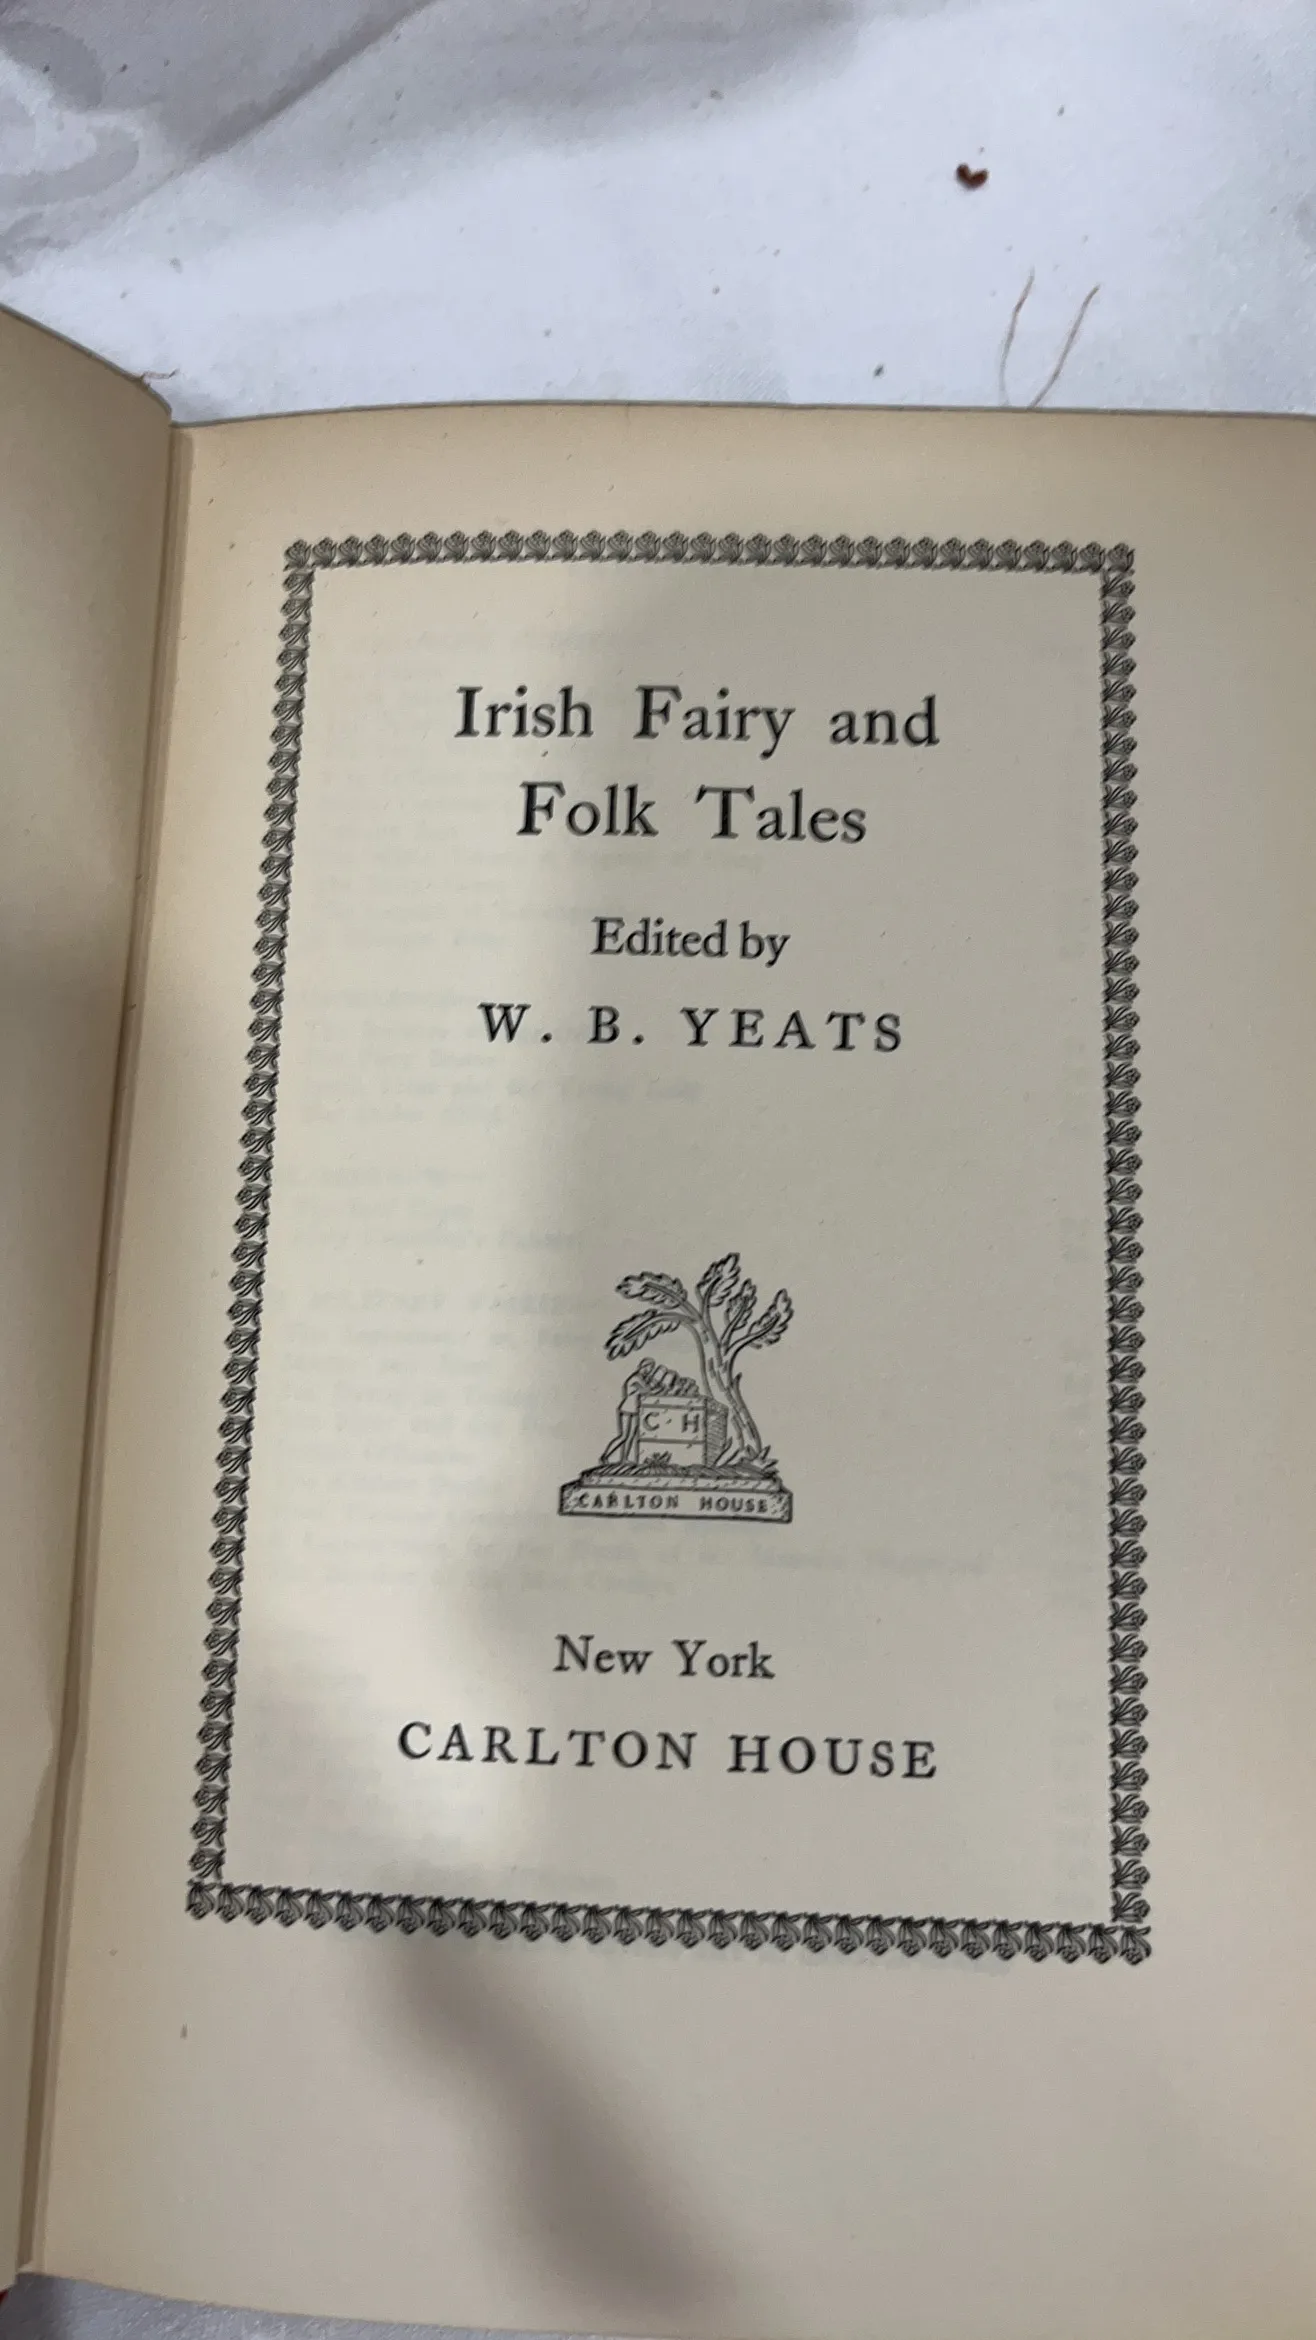 Irish Fairy and
Folk Tales
Edited by
W. B. YEATS
C H
CARLTON HOUSE
New York
CARLTON HOUSE